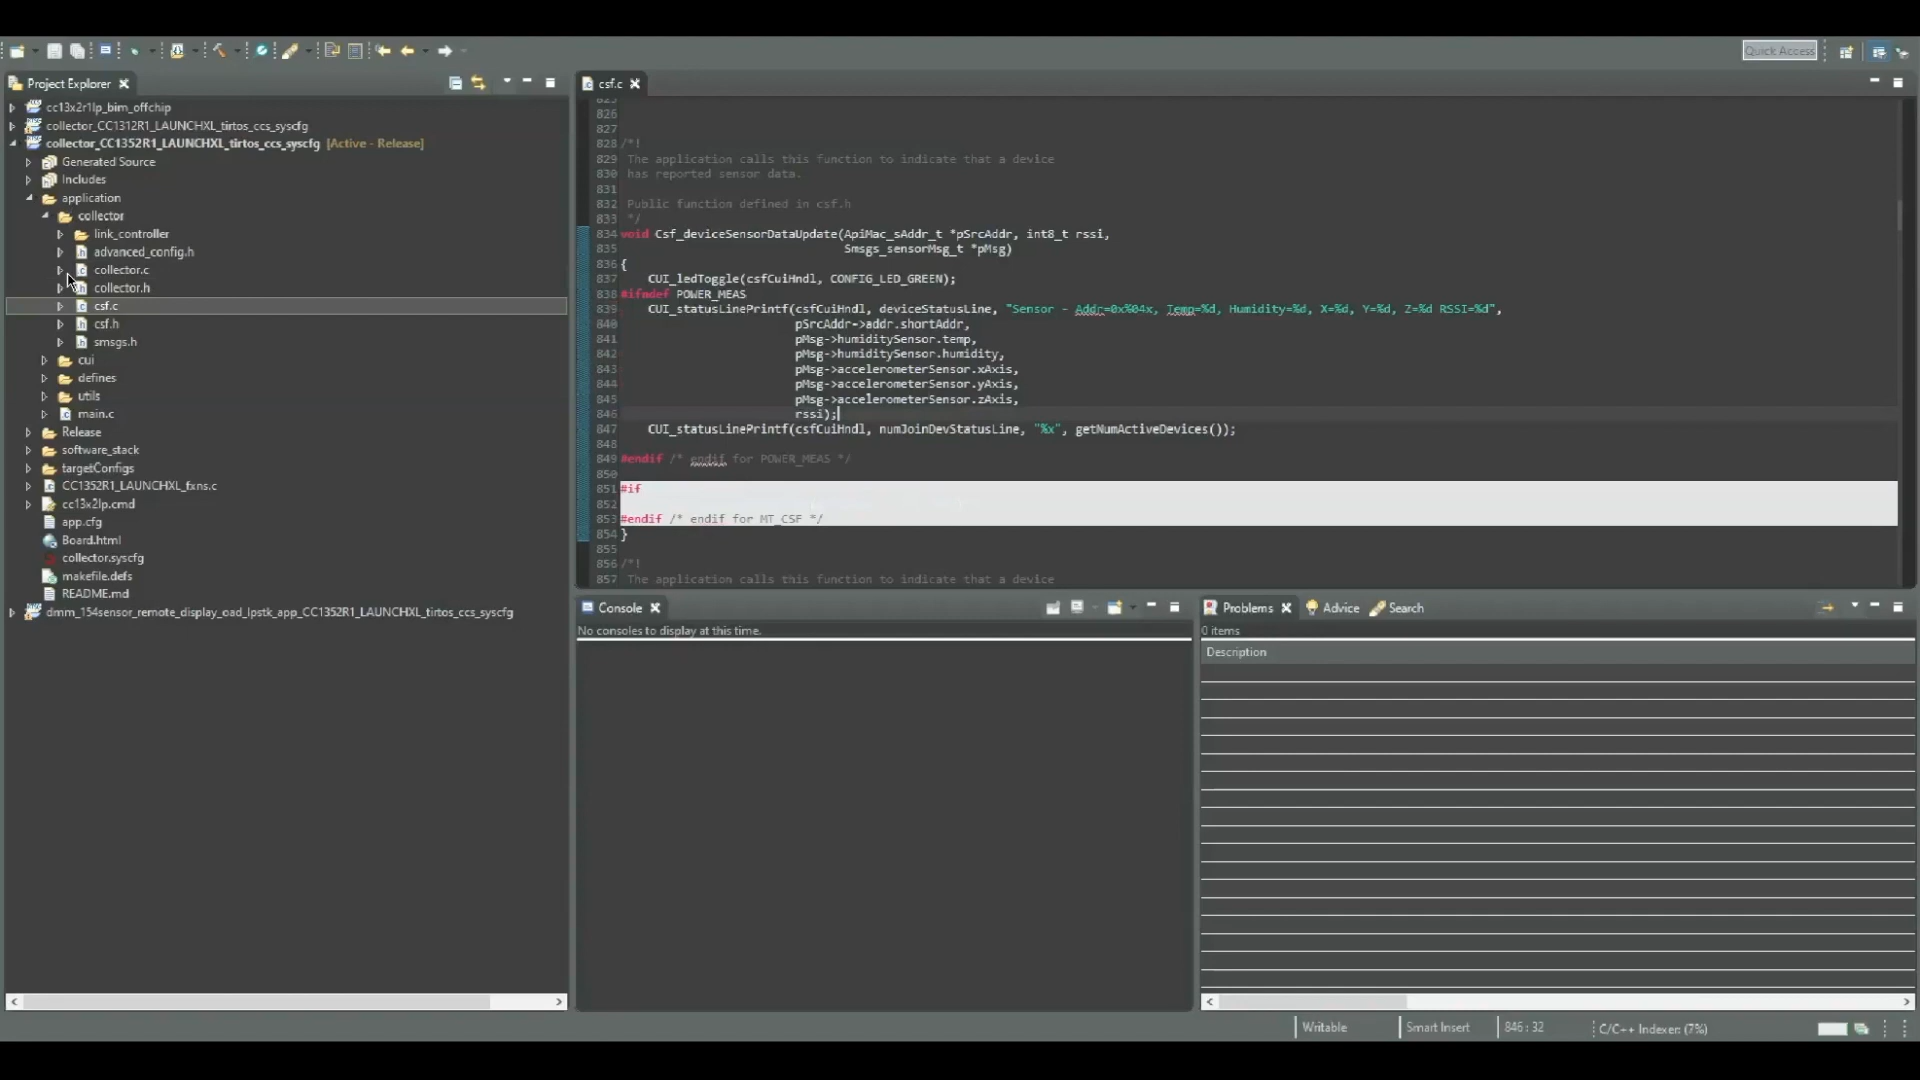 Quick Access
Project Explorer
cc13x2r1lp_bim_offchip
collector_CC1312R1_LAUNCHXL_tirtos_ccs_syscfg
collector_CC1352R1_LAUNCHXL_tirtos_ccs_syscfg [Active - Release]
Generated Source
Includes
application
collector
link_controller
advanced_config.h
collector.c
collector.h
csf.c
csf.h
smsgs.h
cui
defines
utils
main.c
Release
software_stack
targetConfigs
CC1352R1_LAUNCHXL_fxns.c
cc13x2lp.cmd
app.cfg
Board.html
collector.syscfg
makefile.defs
README.md
dmm_154sensor_remote_display_oad_lpstk_app_CC1352R1_LAUNCHXL_tirtos_ccs_syscfg
csf.c
825
826
827
828 /*!
829 The application calls this function to indicate that a device
830 has reported sensor data.
831
832 Public function defined in csf.h
833 */
834 void Csf_deviceSensorDataUpdate(ApiMac_sAddr_t *pSrcAddr, int8_t rssi,
835 Smsgs_sensorMsg_t *pMsg)
836 {
837 CUI_ledToggle(csfCuiHndl, CONFIG_LED_GREEN);
838 #ifndef POWER_MEAS
839 CUI_statusLinePrintf(csfCuiHndl, deviceStatusLine, "Sensor - Addr=0x%04x, Temp=%d, Humidity=%d, X=%d, Y=%d, Z=%d RSSI=%d",
840 pSrcAddr->addr.shortAddr,
841 pMsg->humiditySensor.temp,
842 pMsg->humiditySensor.humidity,
843 pMsg->accelerometerSensor.xAxis,
844 pMsg->accelerometerSensor.yAxis,
845 pMsg->accelerometerSensor.zAxis,
846 rssi);
847 CUI_statusLinePrintf(csfCuiHndl, numJoinDevStatusLine, "%x", getNumActiveDevices());
848
849 #endif /* endif for POWER_MEAS */
850
851 #if
852
853 #endif /* endif for MT_CSF */
854 }
855
856 /*!
857 The application calls this function to indicate that a device
Console
No consoles to display at this time.
Problems Advice Search
0 items
Description
Writable Smart Insert 846 : 32 C/C++ Indexer: (7%)